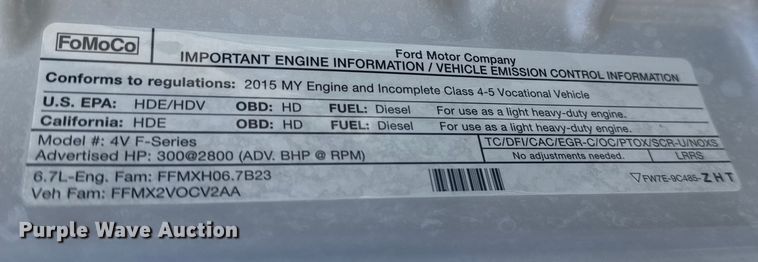 FoMoCo
Ford Motor Company
IMPORTANT ENGINE INFORMATION / VEHICLE EMISSION CONTROL INFORMATION
Conforms to regulations: 2015 MY Engine and Incomplete Class 4-5 Vocational Vehicle
U.S. EPA: HDE/HDV OBD: HD FUEL: Diesel For use as a light heavy-duty engine.
California: HDE OBD: HD FUEL: Diesel For use as a light heavy-duty engine.
Model #: 4V F-Series TC/DFI/CAC/EGR-C/OC/PTOX/SCR-U/NOXS
Advertised HP: 300@2800 (ADV. BHP @ RPM) No adjustments needed. LRRS
6.7L-Eng. Fam: FFMXH06.7B23
Veh Fam: FFMX2VOCV2AA FW7E-9C485-ZHT
Purple Wave Auction